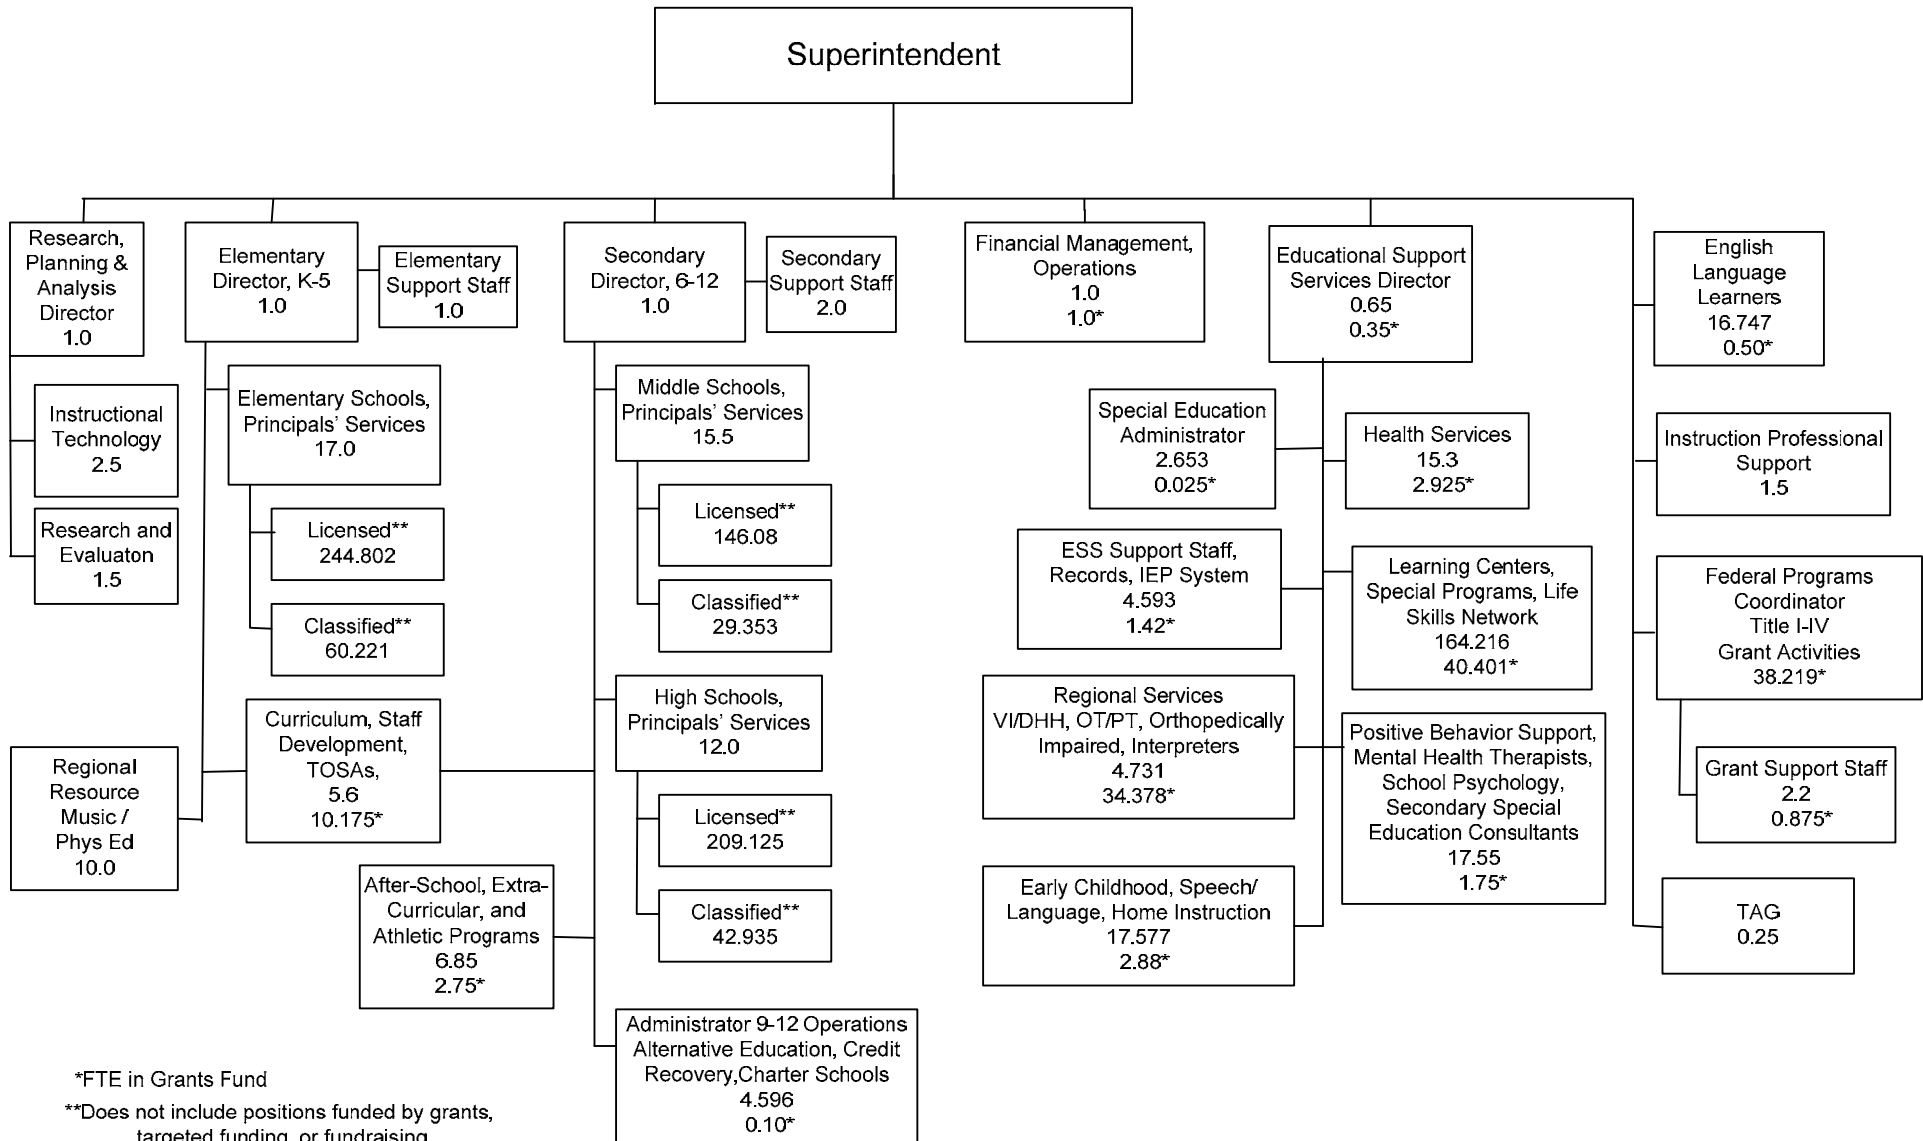 Superintendent
Research,
Planning &
Analysis
Director
1.0
Instructional
Technology
2.5
Research and
Evaluaton
1.5
Elementary
Director, K-5
1.0
Elementary
Support Staff
1.0
Elementary Schools,
Principals' Services
17.0
Licensed**
244.802
Classified**
60.221
Curriculum, Staff
Development,
TOSAs,
5.6
10.175*
Regional
Resource
Music /
Phys Ed
10.0
Secondary
Director, 6-12
1.0
Secondary
Support Staff
2.0
Middle Schools,
Principals' Services
15.5
Licensed**
146.08
Classified**
29.353
High Schools,
Principals' Services
12.0
Licensed**
209.125
Classified**
42.935
After-School, Extra-
Curricular, and
Athletic Programs
6.85
2.75*
Administrator 9-12 Operations
Alternative Education, Credit
Recovery,Charter Schools
4.596
0.10*
Financial Management,
Operations
1.0
1.0*
Educational Support
Services Director
0.65
0.35*
Special Education
Administrator
2.653
0.025*
Health Services
15.3
2.925*
ESS Support Staff,
Records, IEP System
4.593
1.42*
Learning Centers,
Special Programs, Life
Skills Network
164.216
40.401*
Regional Services
VI/DHH, OT/PT, Orthopedically
Impaired, Interpreters
4.731
34.378*
Positive Behavior Support,
Mental Health Therapists,
School Psychology,
Secondary Special
Education Consultants
17.55
1.75*
Early Childhood, Speech/
Language, Home Instruction
17.577
2.88*
English
Language
Learners
16.747
0.50*
Instruction Professional
Support
1.5
Federal Programs
Coordinator
Title I-IV
Grant Activities
38.219*
Grant Support Staff
2.2
0.875*
TAG
0.25
*FTE in Grants Fund
**Does not include positions funded by grants,
targeted funding, or fundraising